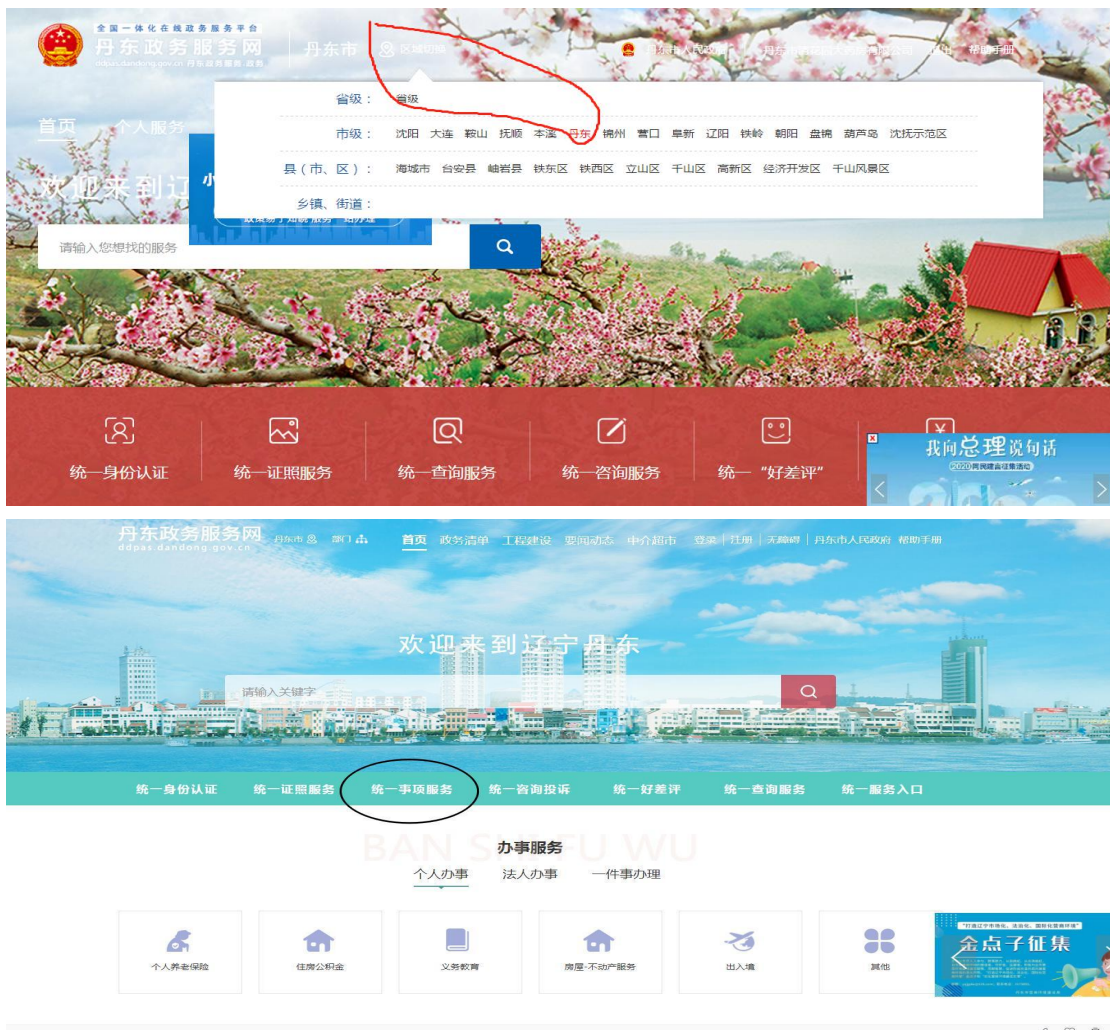 全国一体化在线政务服务平台
丹东政务服务网 丹东市 区域切换 丹东市人民政府 帮助手册
省级： 省级
首页 个人服务
市级： 沈阳 大连 鞍山 抚顺 本溪 丹东 锦州 营口 阜新 辽阳 铁岭 朝阳 盘锦 葫芦岛 沈抚示范区
县（市、区）： 海城市 台安县 岫岩县 铁东区 铁西区 立山区 千山区 高新区 经济开发区 千山风景区
欢迎来到辽 小
乡镇、街道：
请输入您想找的服务
统一身份认证 统一证照服务 统一查询服务 统一咨询服务 统一“好差评”
我向总理说句话
丹东政务服务网 丹东市 部门 首页 政务清单 工程建设 要闻动态 中介超市 登录 | 注册 | 无障碍 | 丹东市人民政府 帮助手册
ddpas.dandong.gov.cn
欢迎来到辽宁丹东
请输入关键字
统一身份认证 统一证照服务 统一事项服务 统一咨询投诉 统一好差评 统一查询服务 统一服务入口
BAN SHI FU WU
办事服务
个人办事 法人办事 一件事办理
个人养老保险 住房公积金 义务教育 房屋-不动产服务 出入境 其他
金点子征集